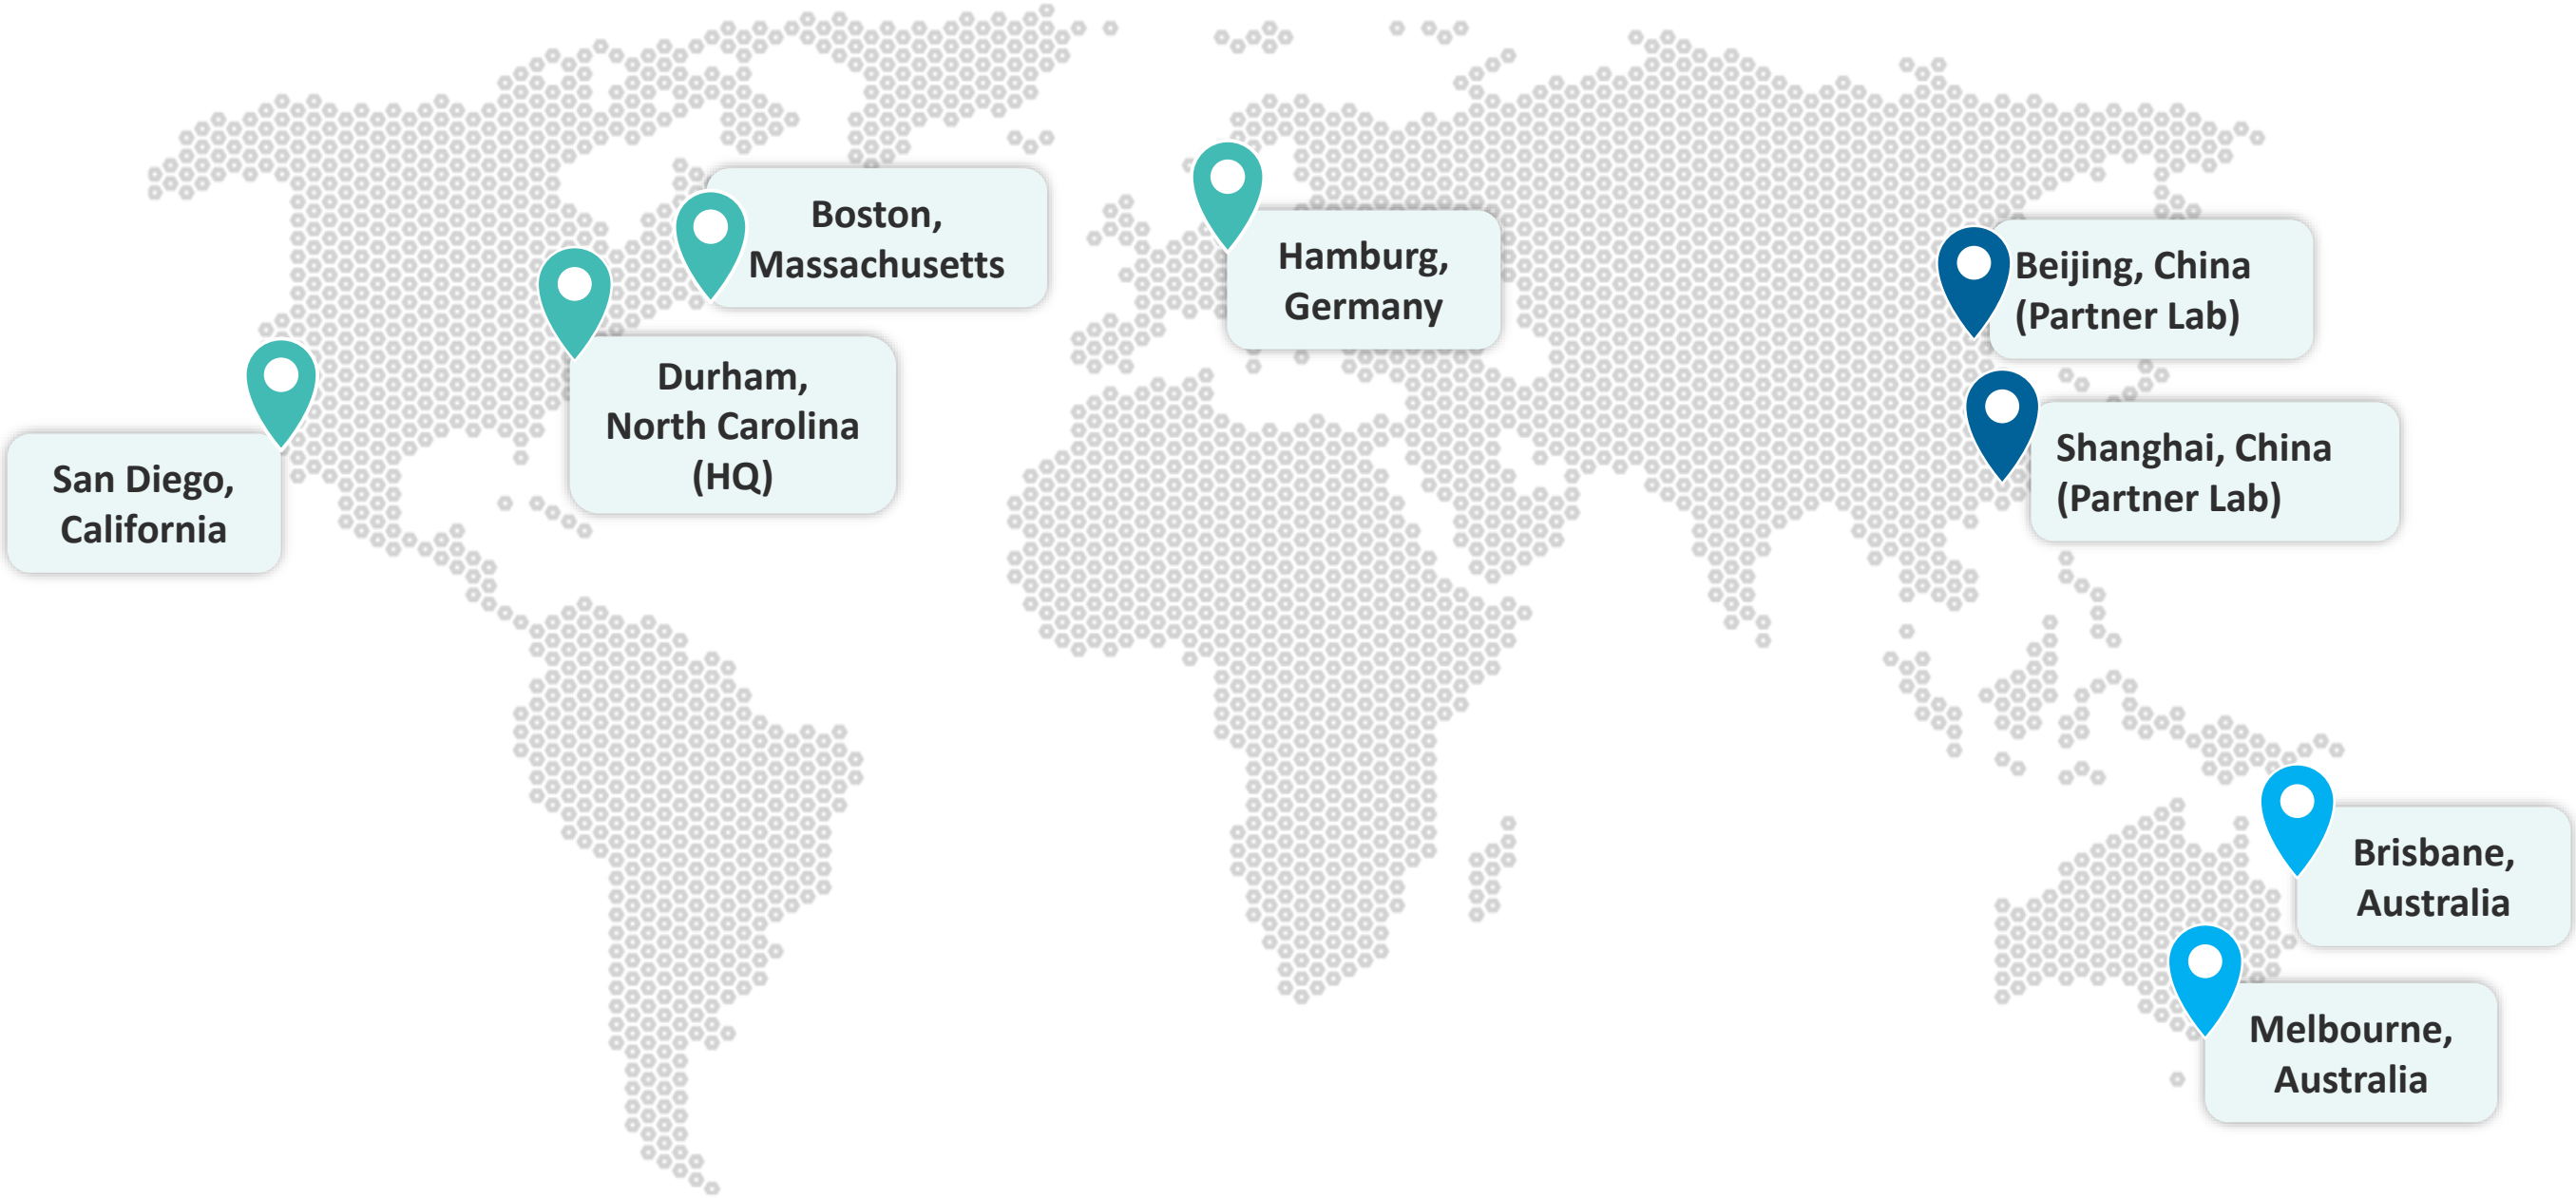 Boston,
Massachusetts
Hamburg,
Germany
Beijing, China
(Partner Lab)
Durham,
North Carolina
(HQ)
San Diego,
California
Shanghai, China
(Partner Lab)
Brisbane,
Australia
Melbourne,
Australia